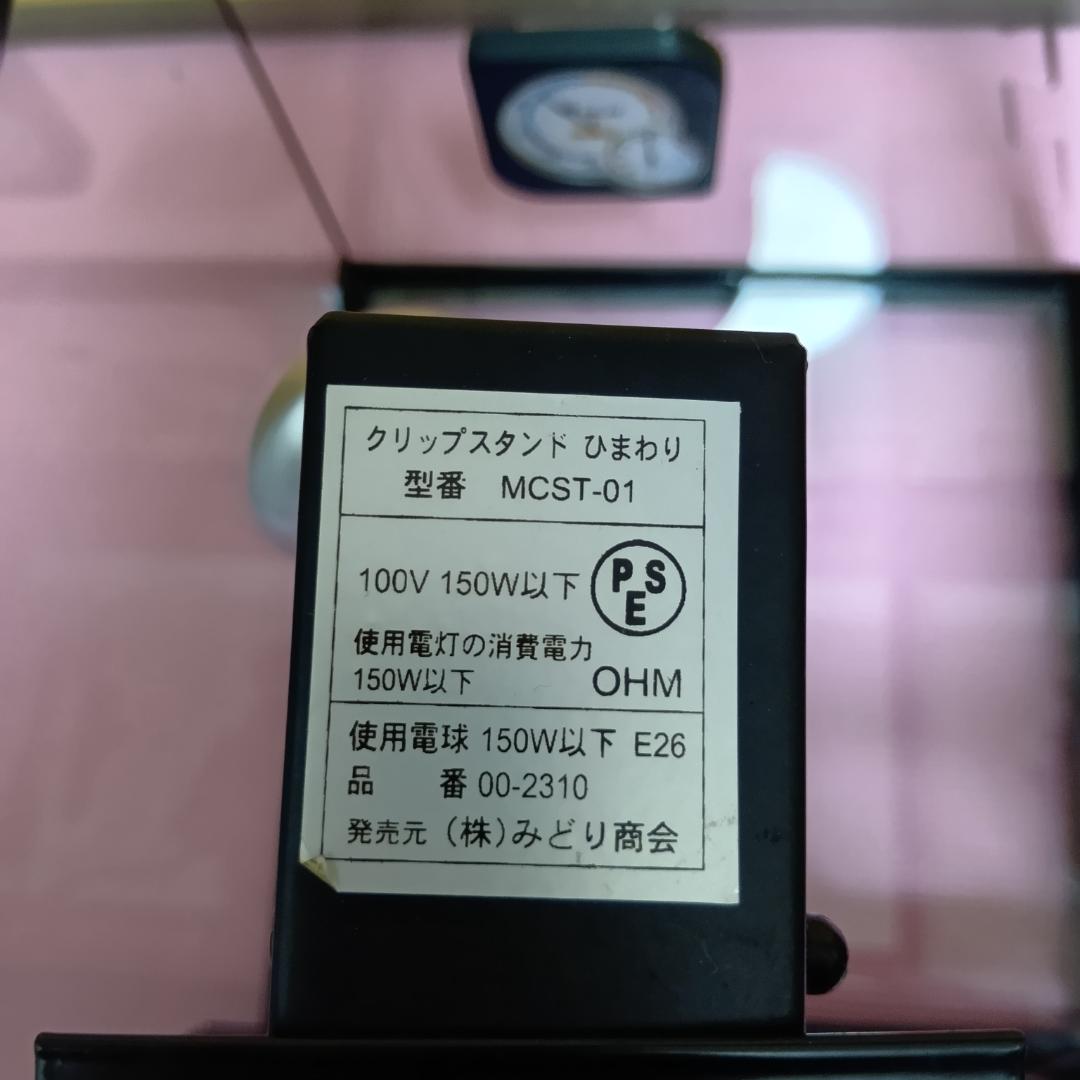 クリップスタンド ひまわり
型番 MCST-01
100V 150W以下
PSE
使用電灯の消費電力
150W以下 OHM
使用電球 150W以下 E26
品 番 00-2310
発売元 (株)みどり商会